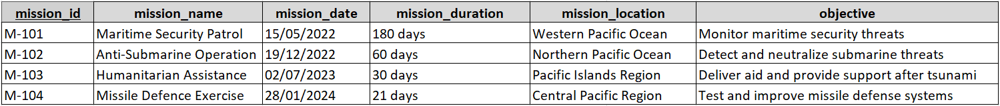 mission_id mission_name mission_date mission_duration mission_location objective
M-101 Maritime Security Patrol 15/05/2022 180 days Western Pacific Ocean Monitor maritime security threats
M-102 Anti-Submarine Operation 19/12/2022 60 days Northern Pacific Ocean Detect and neutralize submarine threats
M-103 Humanitarian Assistance 02/07/2023 30 days Pacific Islands Region Deliver aid and provide support after tsunami
M-104 Missile Defence Exercise 28/01/2024 21 days Central Pacific Region Test and improve missile defense systems